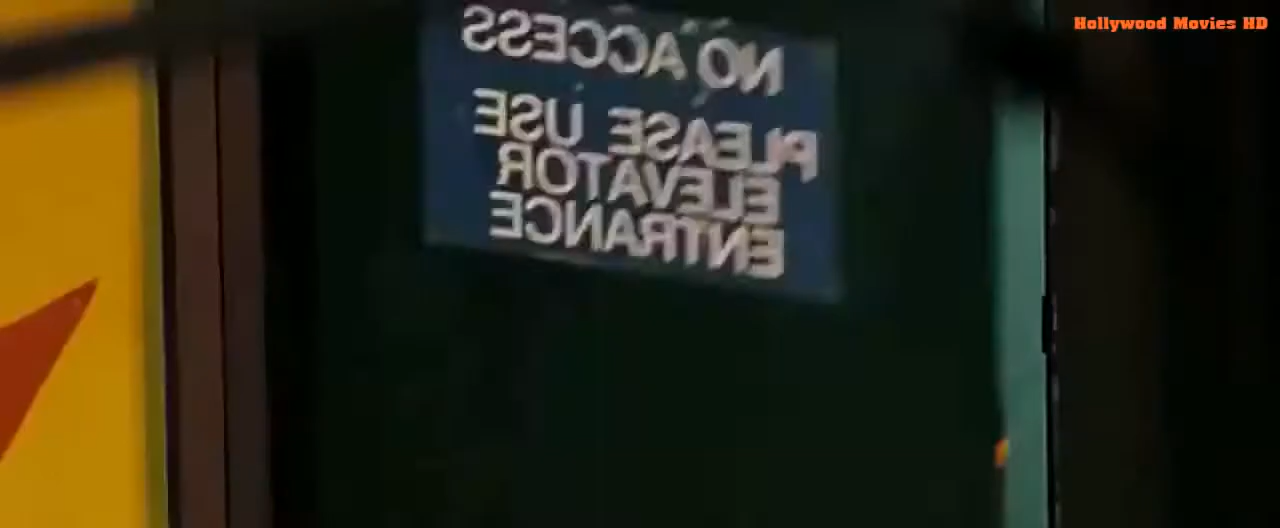 Hollywood Movies HD
NO ACCESS
PLEASE USE
ELEVATOR
ENTRANCE